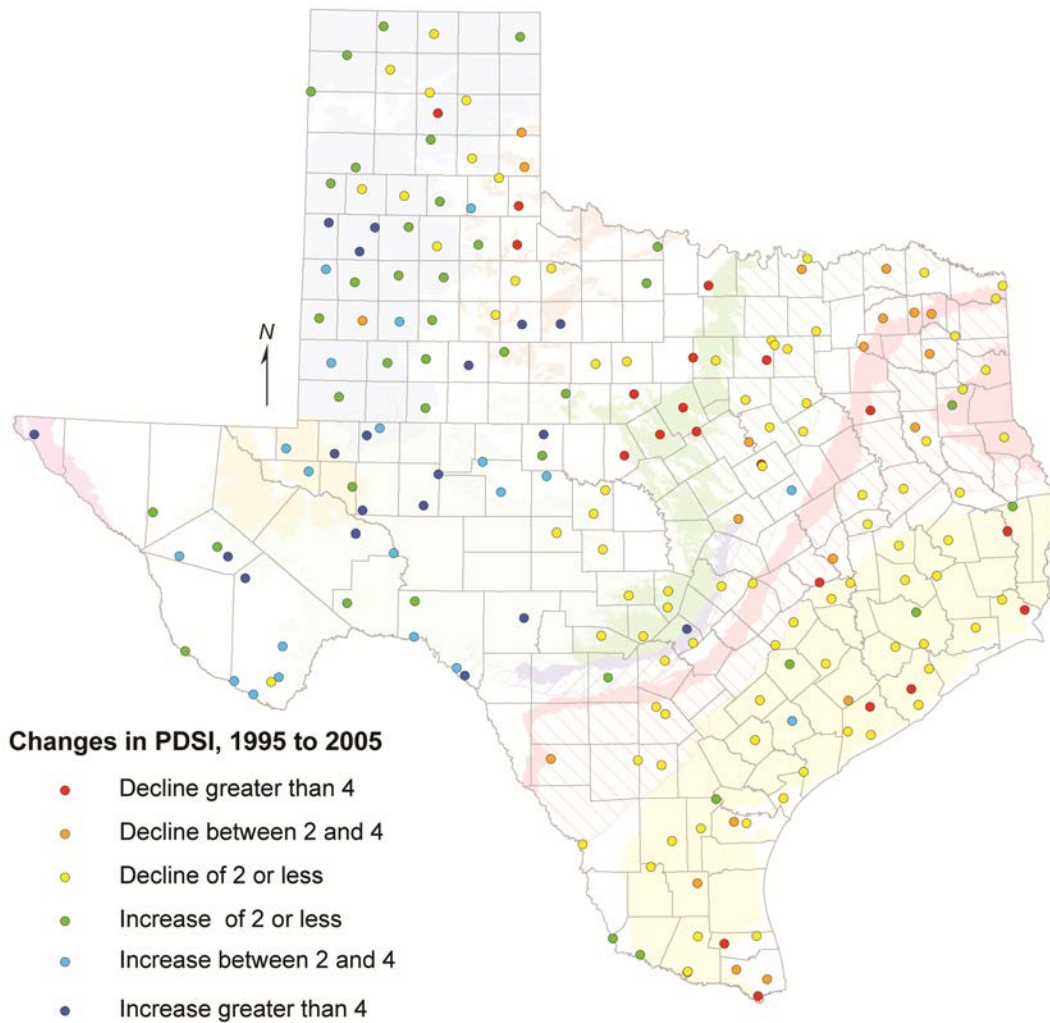 N
Changes in PDSI, 1995 to 2005
Decline greater than 4
Decline between 2 and 4
Decline of 2 or less
Increase of 2 or less
Increase between 2 and 4
Increase greater than 4